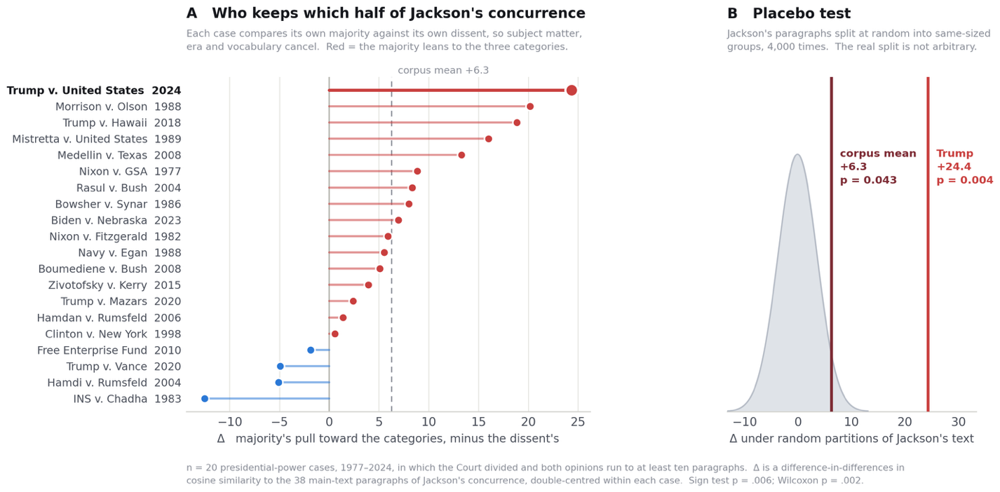 A Who keeps which half of Jackson's concurrence
Each case compares its own majority against its own dissent, so subject matter,
era and vocabulary cancel. Red = the majority leans to the three categories.
corpus mean +6.3
Trump v. United States 2024
Morrison v. Olson 1988
Trump v. Hawaii 2018
Mistretta v. United States 1989
Medellin v. Texas 2008
Nixon v. GSA 1977
Rasul v. Bush 2004
Bowsher v. Synar 1986
Biden v. Nebraska 2023
Nixon v. Fitzgerald 1982
Navy v. Egan 1988
Boumediene v. Bush 2008
Zivotofsky v. Kerry 2015
Trump v. Mazars 2020
Hamdan v. Rumsfeld 2006
Clinton v. New York 1998
Free Enterprise Fund 2010
Trump v. Vance 2020
Hamdi v. Rumsfeld 2004
INS v. Chadha 1983
−10 −5 0 5 10 15 20 25
Δ majority's pull toward the categories, minus the dissent's
B Placebo test
Jackson's paragraphs split at random into same-sized
groups, 4,000 times. The real split is not arbitrary.
corpus mean
+6.3
p = 0.043
Trump
+24.4
p = 0.004
−10 0 10 20 30
Δ under random partitions of Jackson's text
n = 20 presidential-power cases, 1977–2024, in which the Court divided and both opinions run to at least ten paragraphs. Δ is a difference-in-differences in
cosine similarity to the 38 main-text paragraphs of Jackson's concurrence, double-centred within each case. Sign test p = .006; Wilcoxon p = .002.